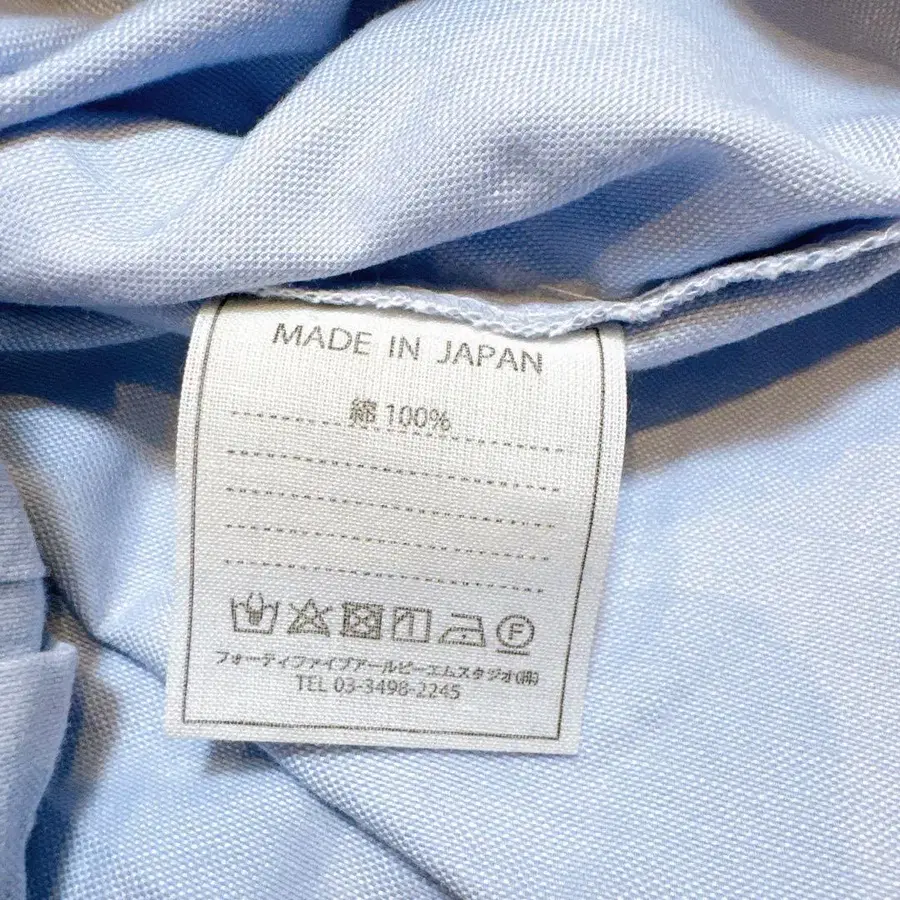 MADE IN JAPAN
綿 100%
F
フォーティファイブアールピーエムスタジオ(株)
TEL 03-3498-2245